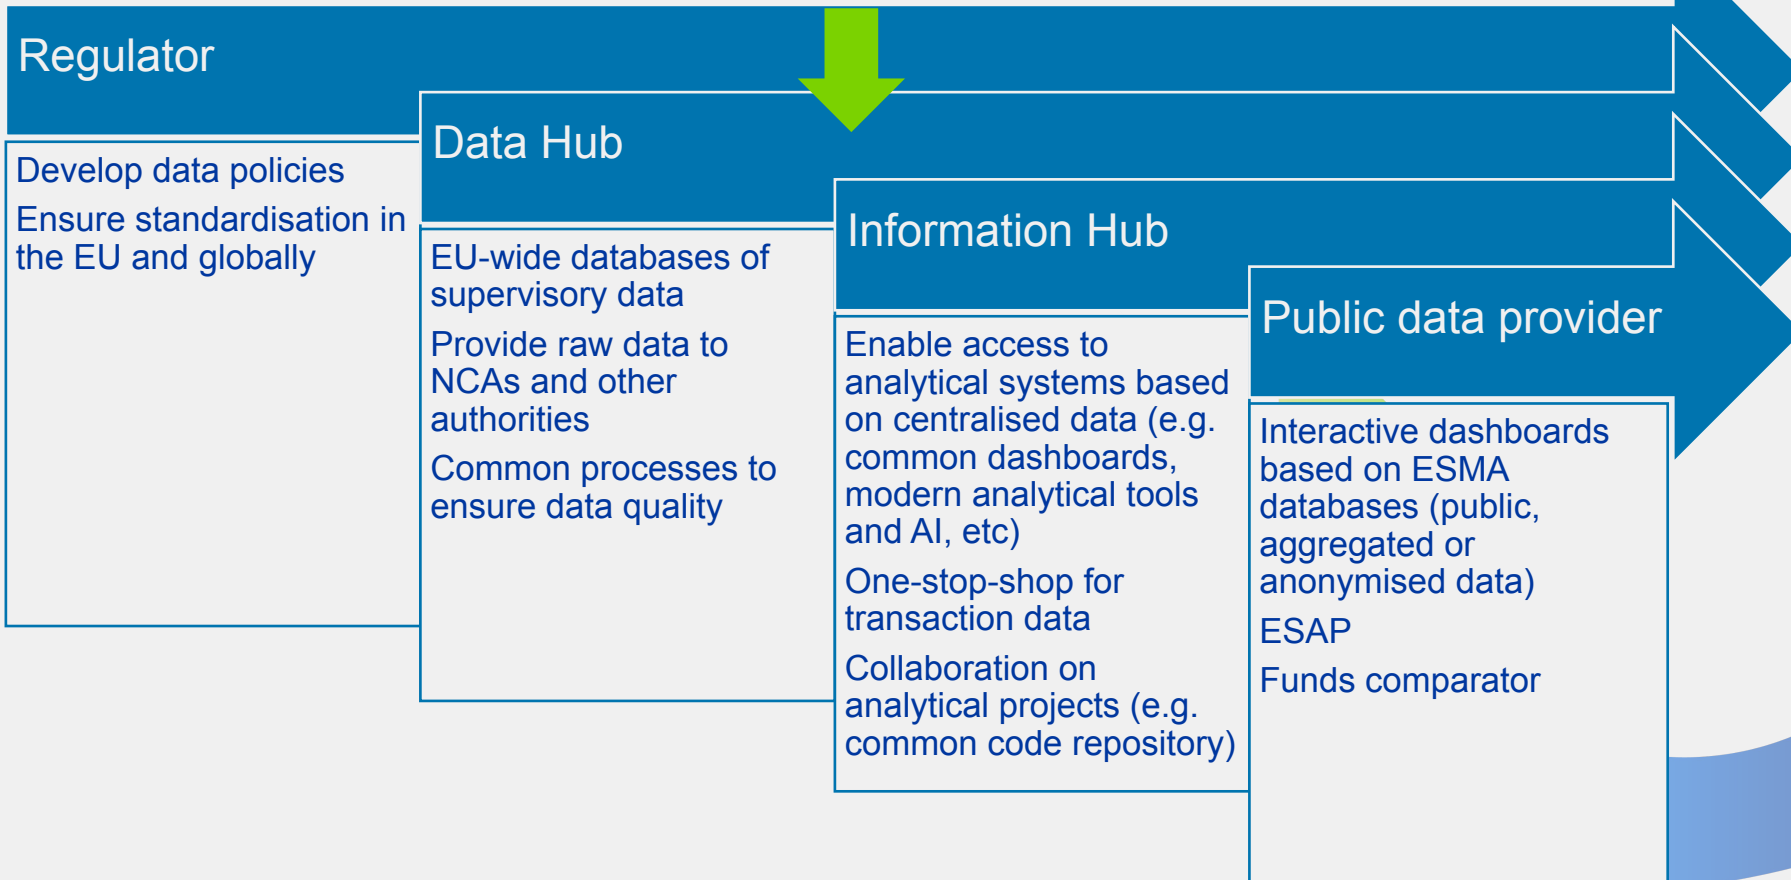 Regulator
Develop data policies
Ensure standardisation in
the EU and globally
Data Hub
EU-wide databases of
supervisory data
Provide raw data to
NCAs and other
authorities
Common processes to
ensure data quality
Information Hub
Enable access to
analytical systems based
on centralised data (e.g.
common dashboards,
modern analytical tools
and AI, etc)
One-stop-shop for
transaction data
Collaboration on
analytical projects (e.g.
common code repository)
Public data provider
Interactive dashboards
based on ESMA
databases (public,
aggregated or
anonymised data)
ESAP
Funds comparator